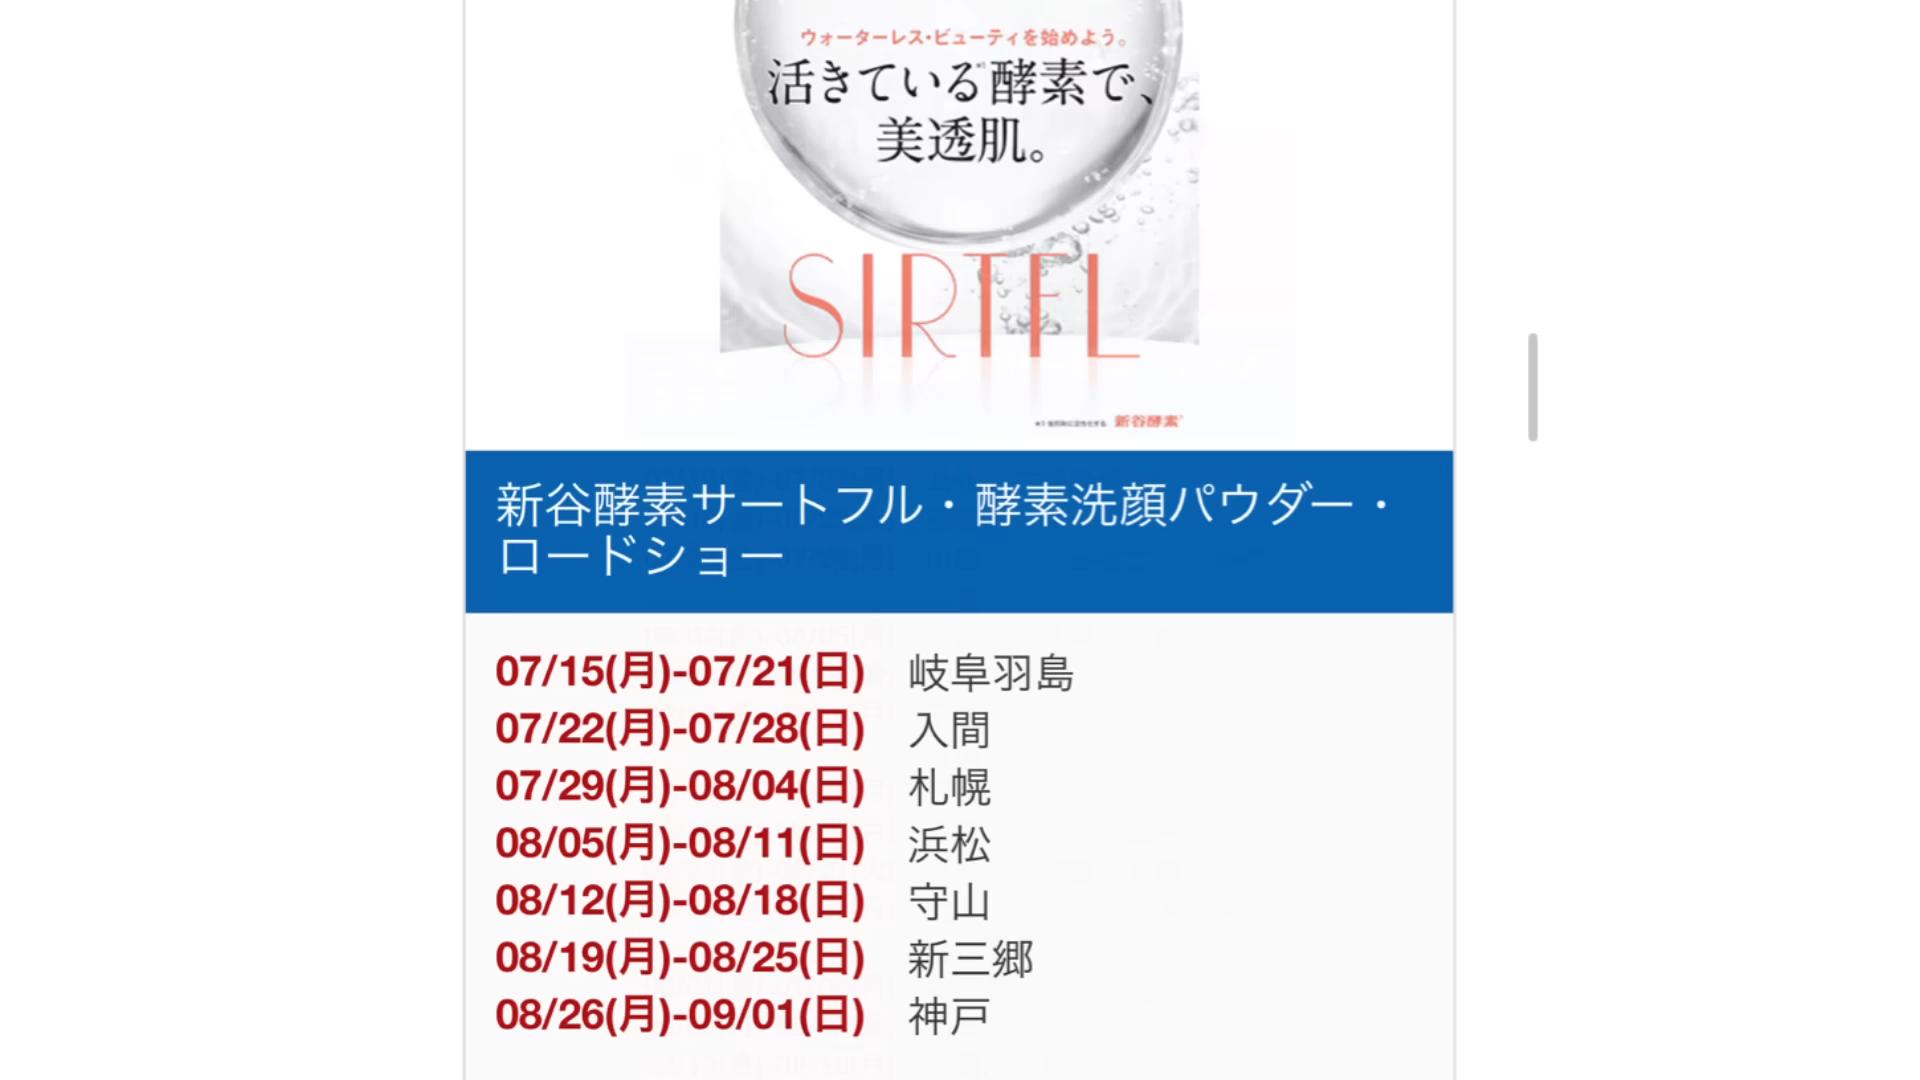 ウォーターレス・ビューティを始めよう。
活きている酵素で、
美透肌。
SIRTFL
新谷酵素
新谷酵素サートフル・酵素洗顔パウダー・
ロードショー
07/15(月)-07/21(日) 岐阜羽島
07/22(月)-07/28(日) 入間
07/29(月)-08/04(日) 札幌
08/05(月)-08/11(日) 浜松
08/12(月)-08/18(日) 守山
08/19(月)-08/25(日) 新三郷
08/26(月)-09/01(日) 神戸